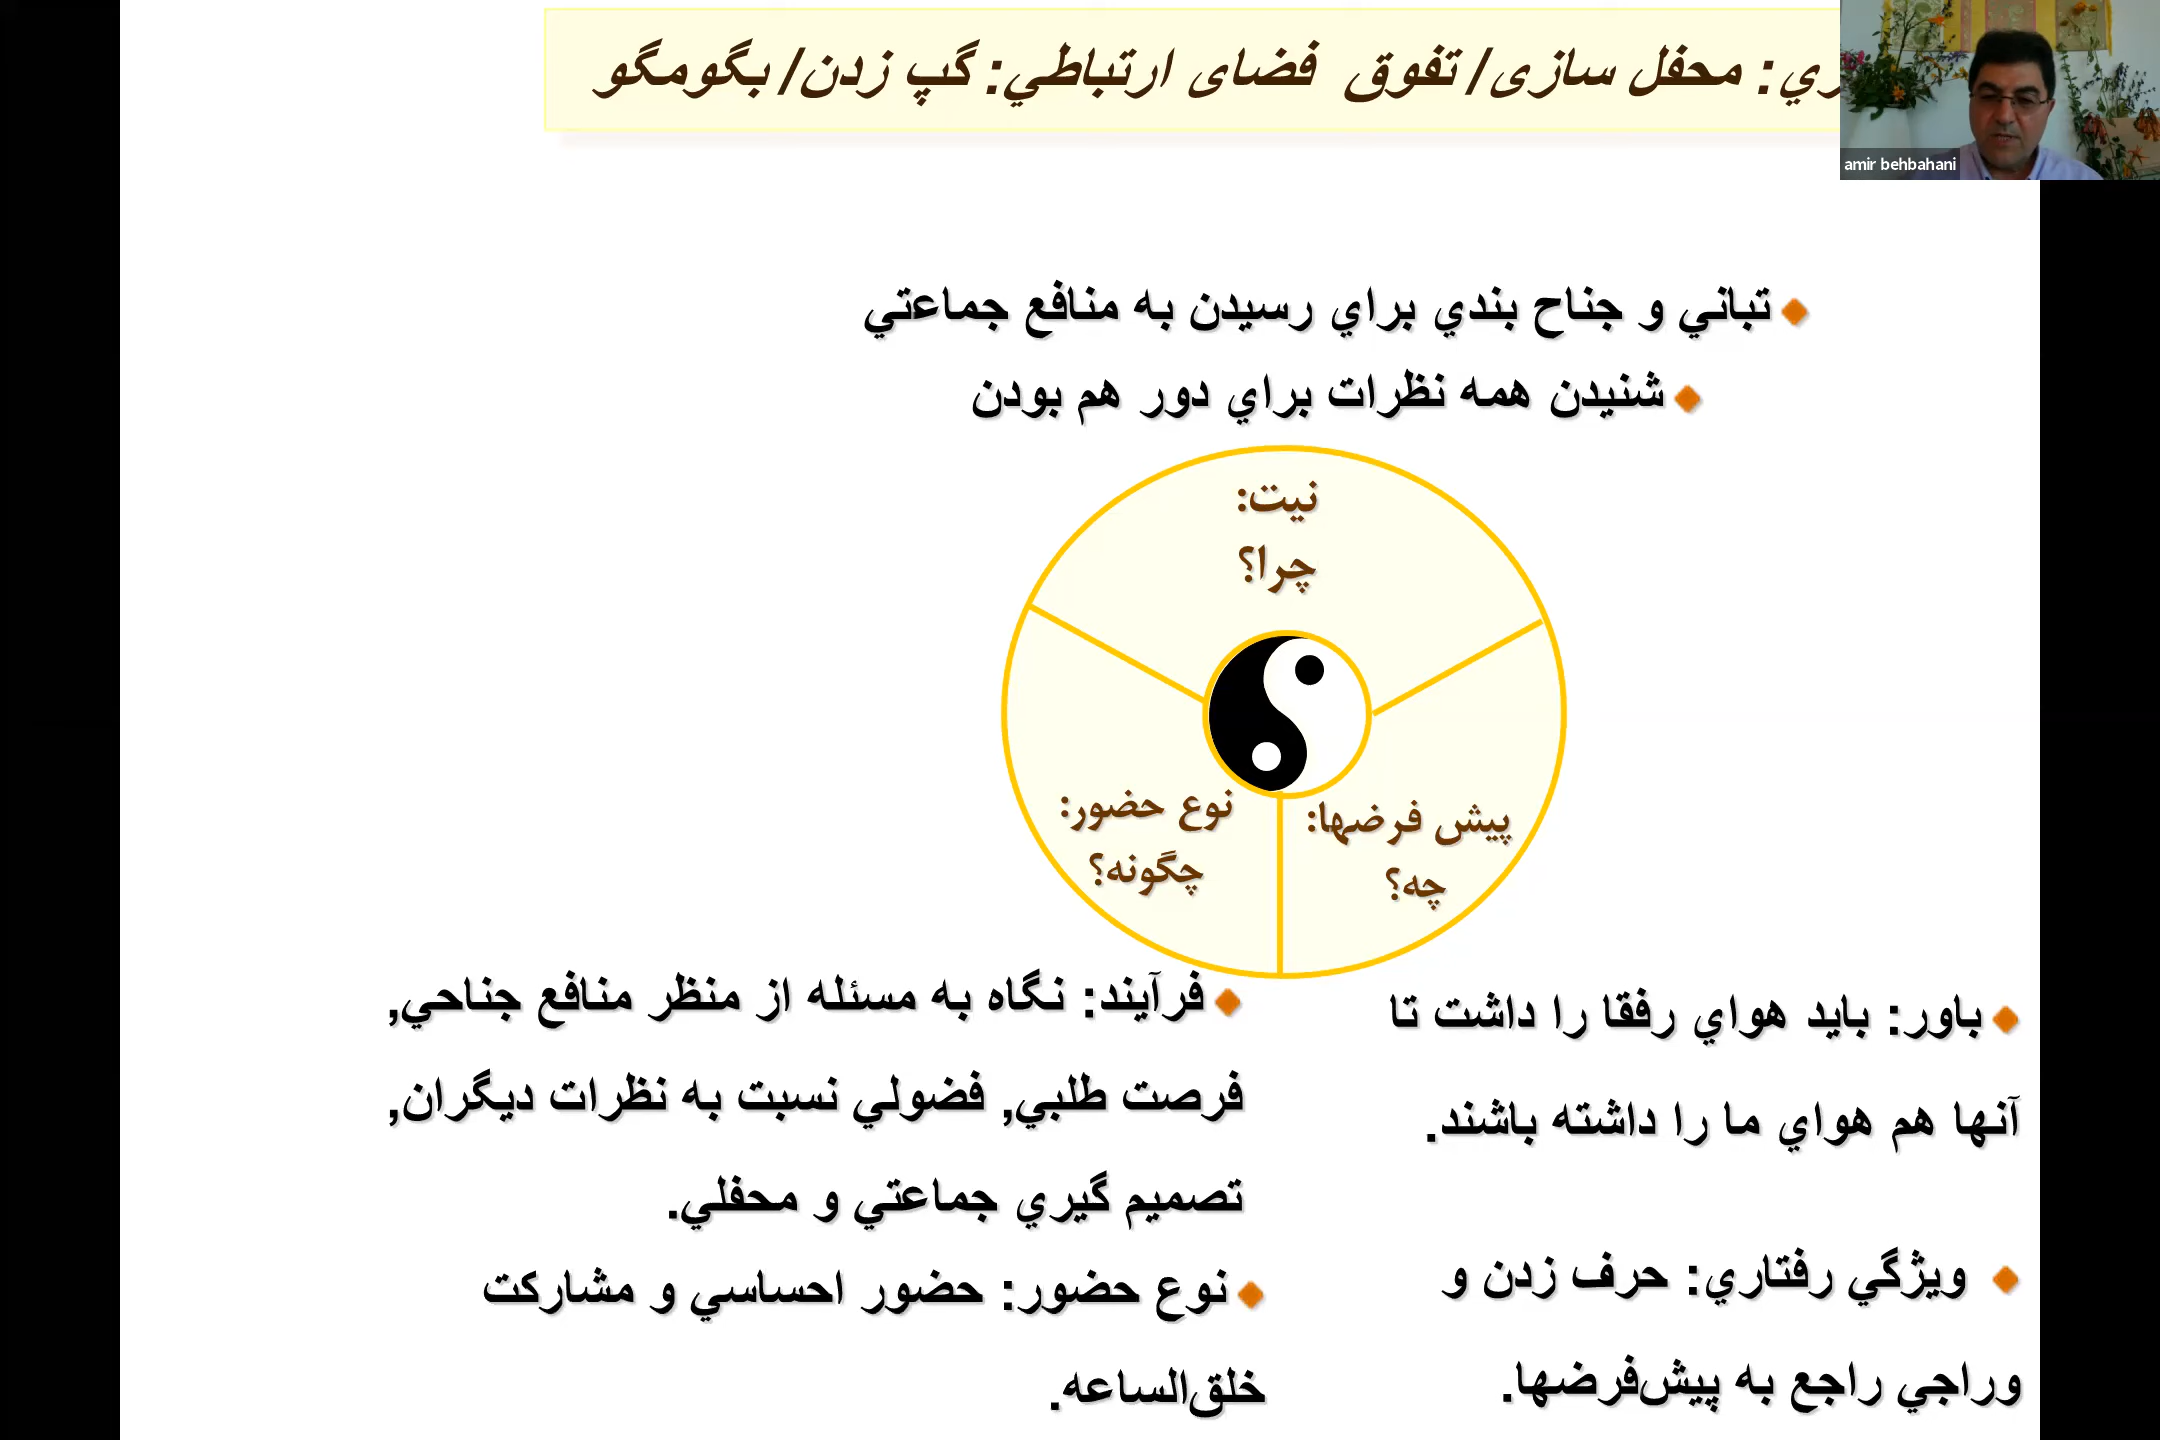 ري: محفل سازی/ تفوق فضای ارتباطي: گپ زدن/ بگومگو
amir behbahani
تباني و جناح بندي براي رسيدن به منافع جماعتي
شنيدن همه نظرات براي دور هم بودن
نیت:
چرا؟
پیش فرضها:
چه؟
نوع حضور:
چگونه؟
باور: بايد هواي رفقا را داشت تا
آنها هم هواي ما را داشته باشند.
ويژگي رفتاري: حرف زدن و
وراجي راجع به پيش‌فرضها.
فرآيند: نگاه به مسئله از منظر منافع جناحي,
فرصت طلبي, فضولي نسبت به نظرات ديگران,
تصميم گيري جماعتي و محفلي.
نوع حضور: حضور احساسي و مشاركت
خلق‌الساعه.